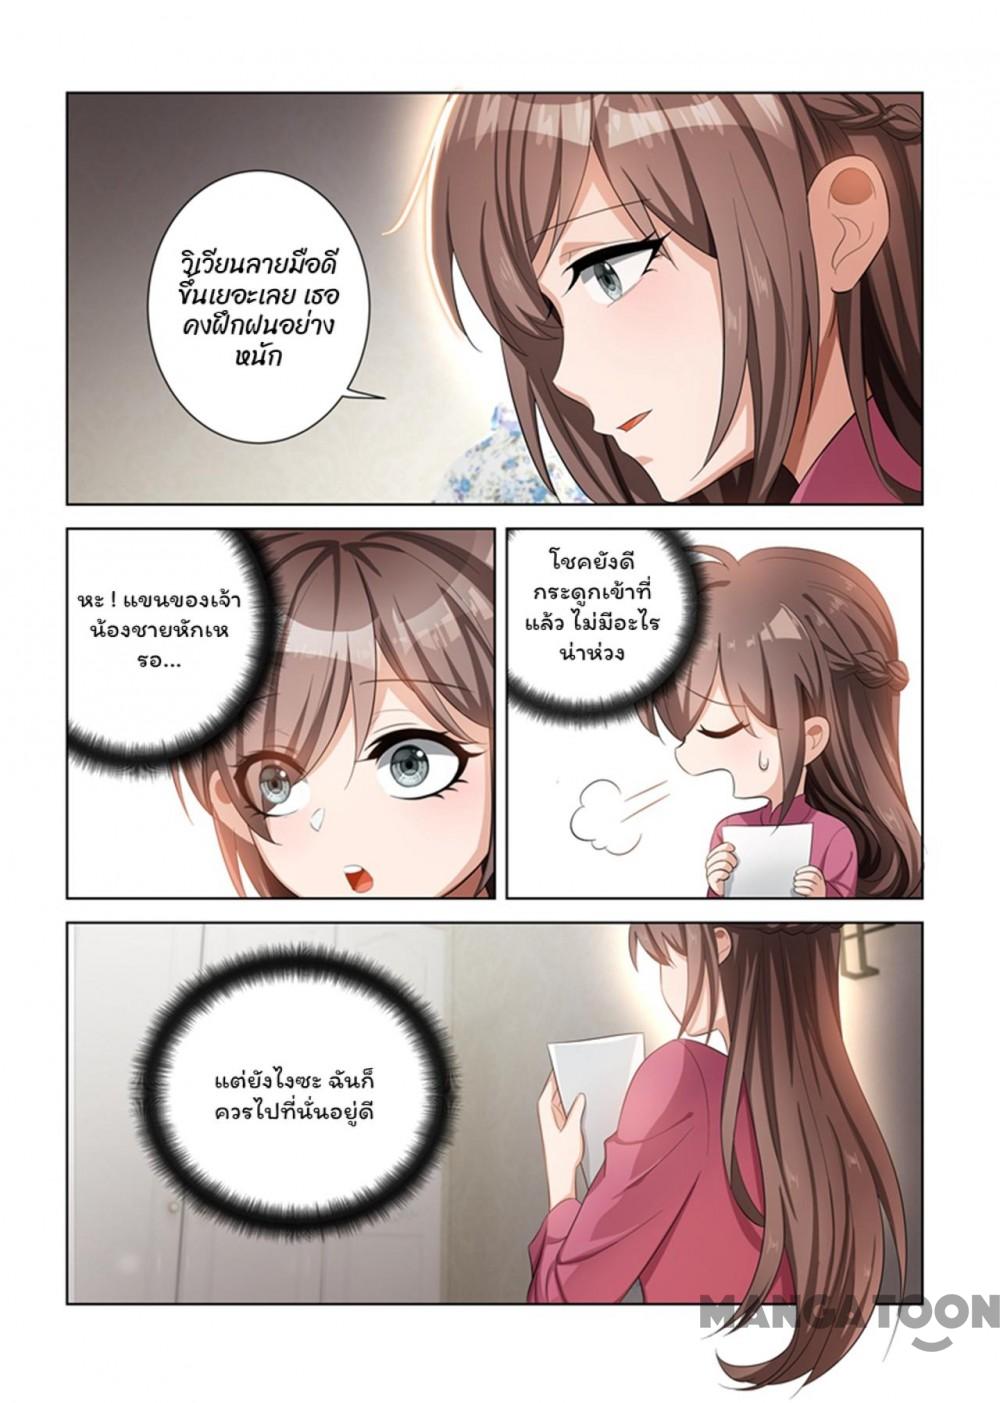 วิเวียนลายมือดี
ขึ้นเยอะเลย เธอ
คงฝึกฝนอย่าง
หนัก
หะ ! แขนของเจ้า
น้องชายหักเห
รอ...
โชคยังดี
กระดูกเข้าที่
แล้ว ไม่มีอะไร
น่าห่วง
แต่ยังไงซะ ฉันก็
ควรไปที่นั่นอยู่ดี
MANGATOON